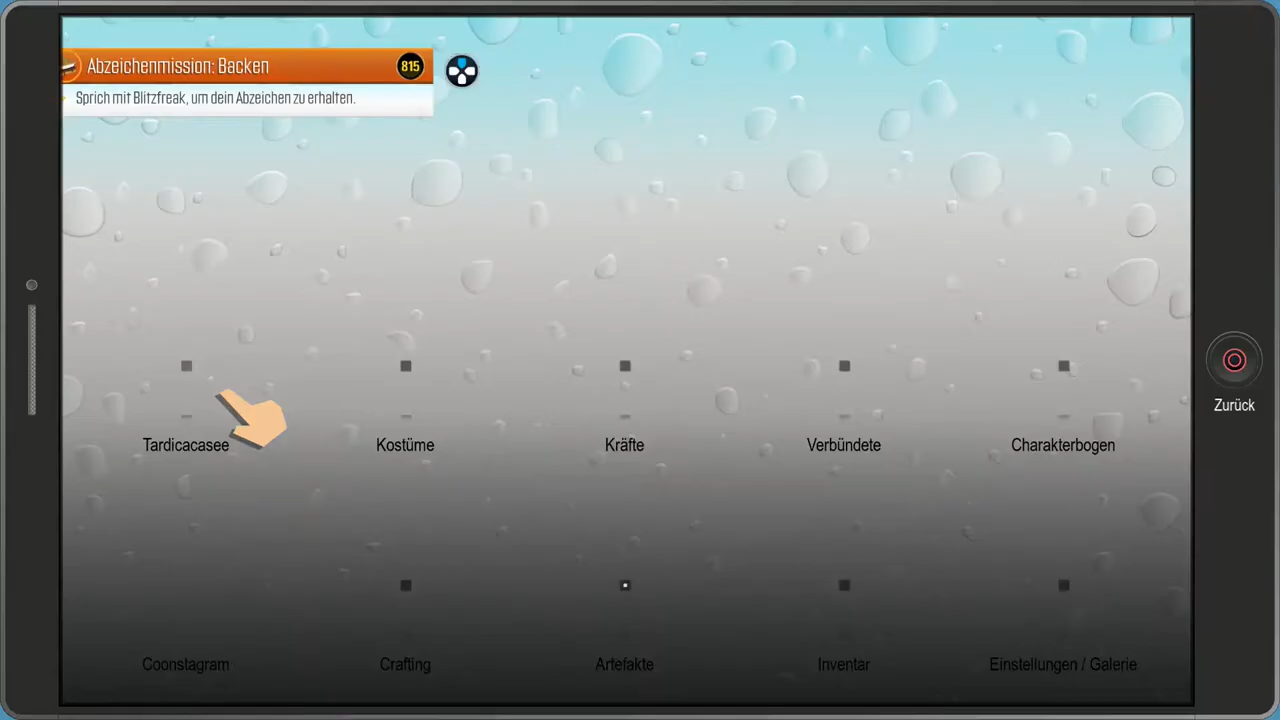 Abzeichenmission: Backen 815
Sprich mit Blitzfreak, um dein Abzeichen zu erhalten.
Zurück
Tardicacasee Kostüme Kräfte Verbündete Charakterbogen
Coonstagram Crafting Artefakte Inventar Einstellungen / Galerie